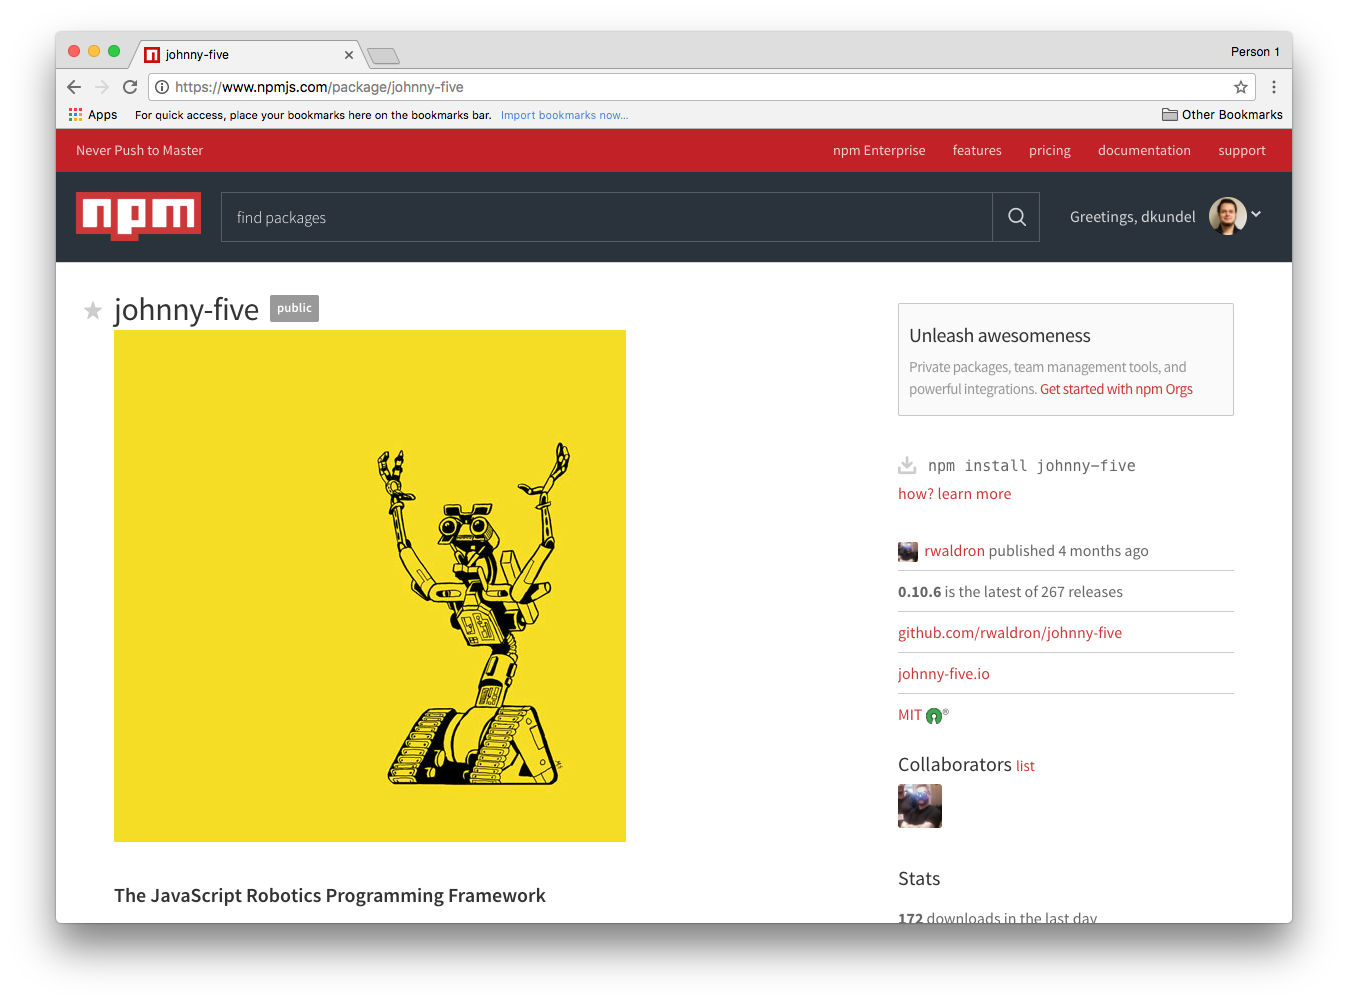 johnny-five
Person 1
https://www.npmjs.com/package/johnny-five
Apps
For quick access, place your bookmarks here on the bookmarks bar. Import bookmarks now...
Other Bookmarks
Never Push to Master
npm Enterprise
features
pricing
documentation
support
npm
find packages
Greetings, dkundel
johnny-five
public
The JavaScript Robotics Programming Framework
Unleash awesomeness
Private packages, team management tools, and
powerful integrations. Get started with npm Orgs
npm install johnny-five
how? learn more
rwaldron published 4 months ago
0.10.6 is the latest of 267 releases
github.com/rwaldron/johnny-five
johnny-five.io
MIT ®
Collaborators list
Stats
172 downloads in the last day